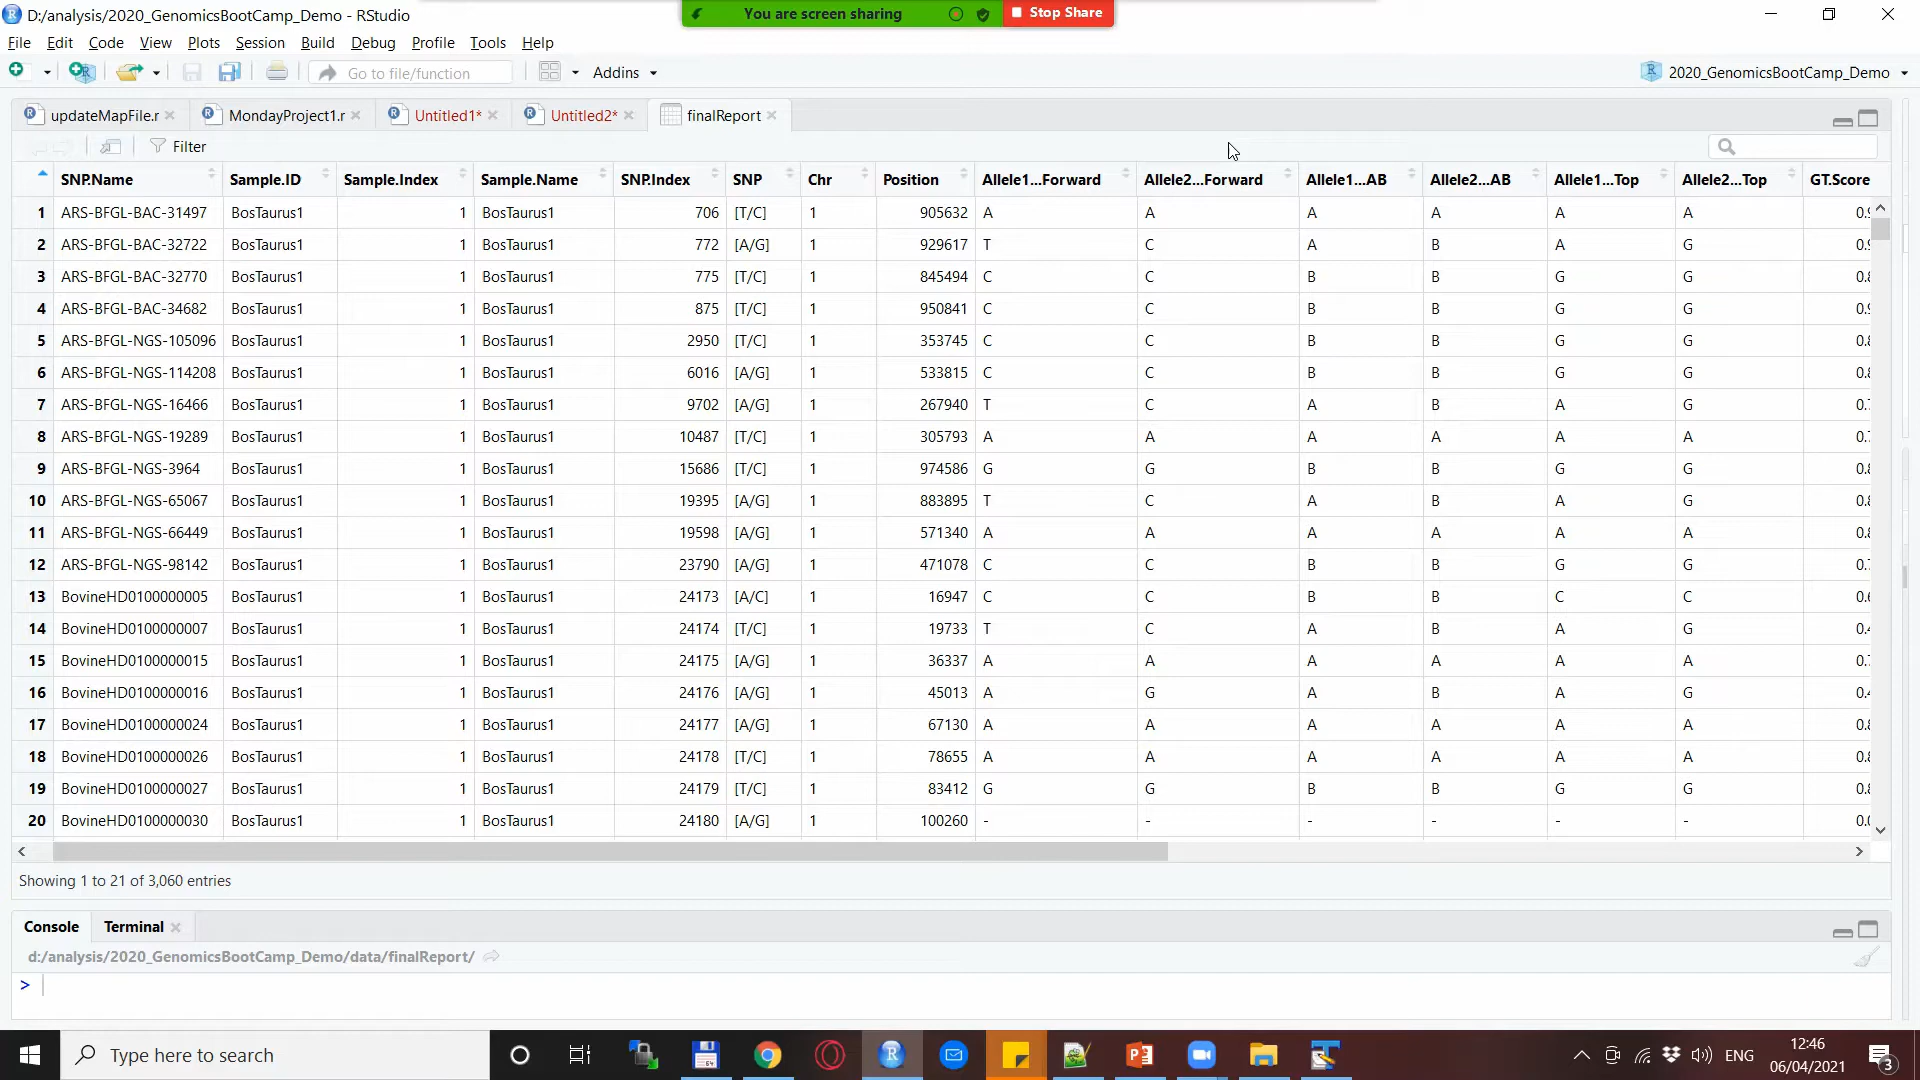 D:/analysis/2020_GenomicsBootCamp_Demo - RStudio
You are screen sharing
Stop Share
File Edit Code View Plots Session Build Debug Profile Tools Help
Go to file/function
Addins
2020_GenomicsBootCamp_Demo
updateMapFile.r
MondayProject1.r
Untitled1*
Untitled2*
finalReport
Filter
SNP.Name Sample.ID Sample.Index Sample.Name SNP.Index SNP Chr Position Allele1...Forward Allele2...Forward Allele1...AB Allele2...AB Allele1...Top Allele2...Top GT.Score
1 ARS-BFGL-BAC-31497 BosTaurus1 1 BosTaurus1 706 [T/C] 1 905632 A A A A A A
2 ARS-BFGL-BAC-32722 BosTaurus1 1 BosTaurus1 772 [A/G] 1 929617 T C A B A G
3 ARS-BFGL-BAC-32770 BosTaurus1 1 BosTaurus1 775 [T/C] 1 845494 C C B B G G
4 ARS-BFGL-BAC-34682 BosTaurus1 1 BosTaurus1 875 [T/C] 1 950841 C C B B G G
5 ARS-BFGL-NGS-105096 BosTaurus1 1 BosTaurus1 2950 [T/C] 1 353745 C C B B G G
6 ARS-BFGL-NGS-114208 BosTaurus1 1 BosTaurus1 6016 [A/G] 1 533815 C C B B G G
7 ARS-BFGL-NGS-16466 BosTaurus1 1 BosTaurus1 9702 [A/G] 1 267940 T C A B A G
8 ARS-BFGL-NGS-19289 BosTaurus1 1 BosTaurus1 10487 [T/C] 1 305793 A A A A A A
9 ARS-BFGL-NGS-3964 BosTaurus1 1 BosTaurus1 15686 [T/C] 1 974586 G G B B G G
10 ARS-BFGL-NGS-65067 BosTaurus1 1 BosTaurus1 19395 [A/G] 1 883895 T C A B A G
11 ARS-BFGL-NGS-66449 BosTaurus1 1 BosTaurus1 19598 [A/G] 1 571340 A A A A A A
12 ARS-BFGL-NGS-98142 BosTaurus1 1 BosTaurus1 23790 [A/G] 1 471078 C C B B G G
13 BovineHD0100000005 BosTaurus1 1 BosTaurus1 24173 [A/C] 1 16947 C C B B C C
14 BovineHD0100000007 BosTaurus1 1 BosTaurus1 24174 [T/C] 1 19733 T C A B A G
15 BovineHD0100000015 BosTaurus1 1 BosTaurus1 24175 [A/G] 1 36337 A A A A A A
16 BovineHD0100000016 BosTaurus1 1 BosTaurus1 24176 [A/G] 1 45013 A G A B A G
17 BovineHD0100000024 BosTaurus1 1 BosTaurus1 24177 [A/G] 1 67130 A A A A A A
18 BovineHD0100000026 BosTaurus1 1 BosTaurus1 24178 [T/C] 1 78655 A A A A A A
19 BovineHD0100000027 BosTaurus1 1 BosTaurus1 24179 [T/C] 1 83412 G G B B G G
20 BovineHD0100000030 BosTaurus1 1 BosTaurus1 24180 [A/G] 1 100260 - - - - - -
Showing 1 to 21 of 3,060 entries
Console Terminal
d:/analysis/2020_GenomicsBootCamp_Demo/data/finalReport/
>
Type here to search
ENG
12:46
06/04/2021
3